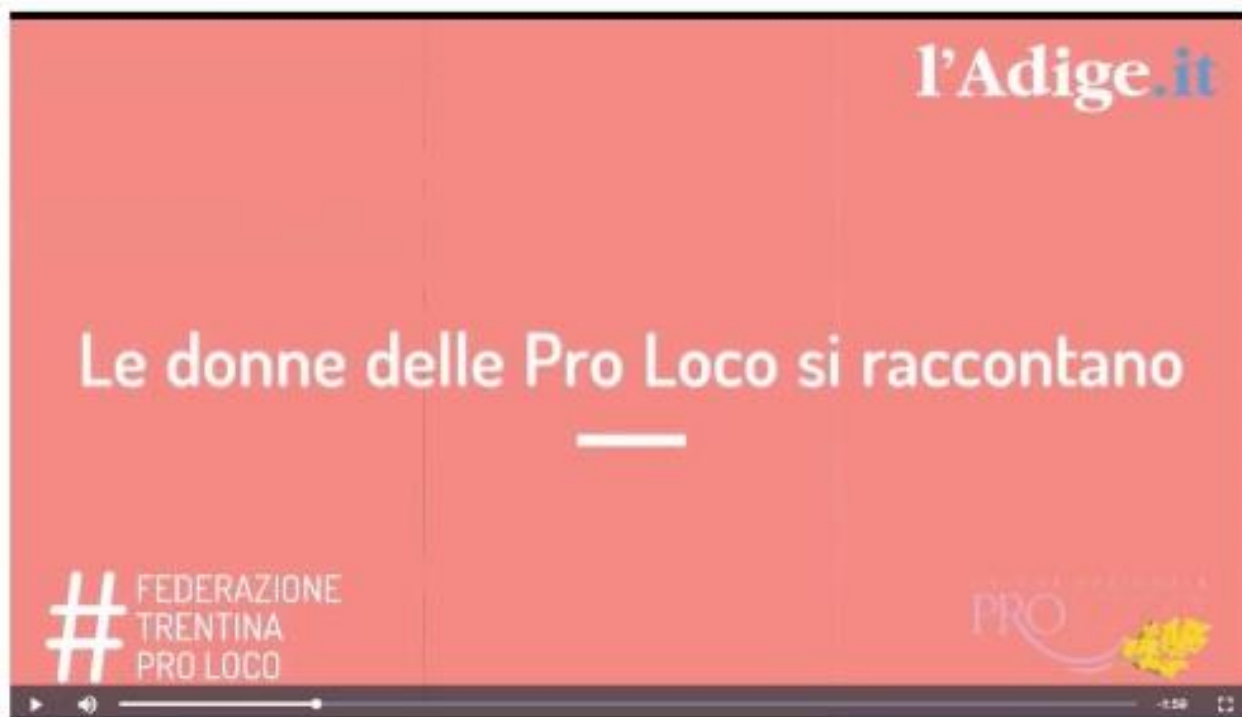 l'Adige.it
Le donne delle Pro Loco si raccontano
# FEDERAZIONE
TRENTINA
PRO LOCO
PRO